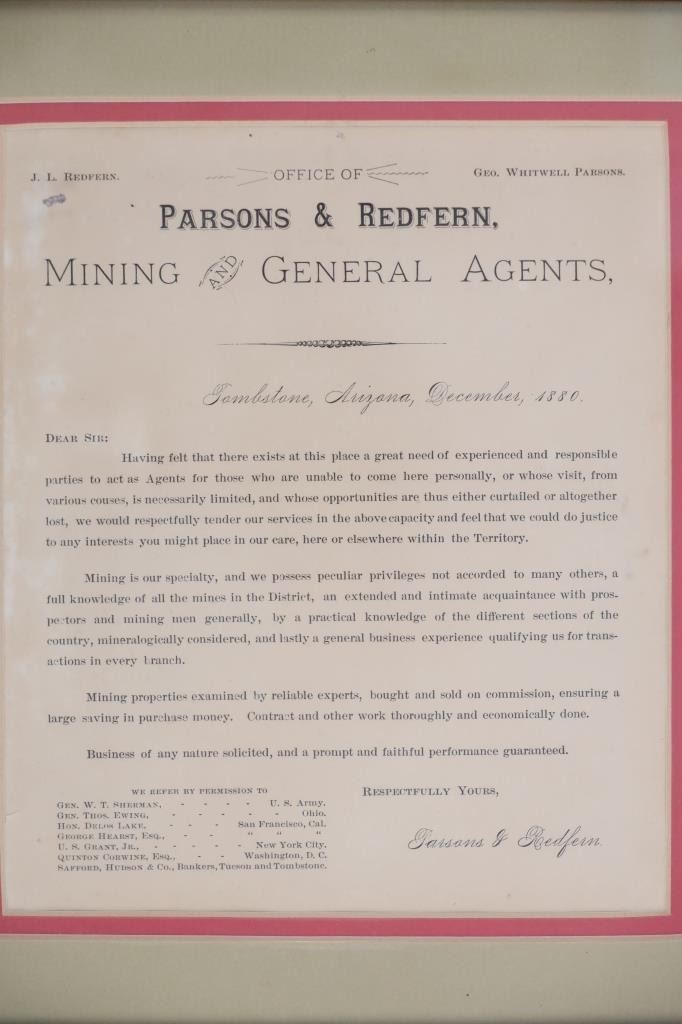 J. L. Redfern.
OFFICE OF
Geo. Whitwell Parsons.
Parsons & Redfern,
Mining AND General Agents,
Tombstone, Arizona, December, 1880.
Dear Sir:
Having felt that there exists at this place a great need of experienced and responsible
parties to act as Agents for those who are unable to come here personally, or whose visit, from
various couses, is necessarily limited, and whose opportunities are thus either curtailed or altogether
lost, we would respectfully tender our services in the above capacity and feel that we could do justice
to any interests you might place in our care, here or elsewhere within the Territory.
Mining is our specialty, and we possess peculiar privileges not accorded to many others, a
full knowledge of all the mines in the District, an extended and intimate acquaintance with pros-
pectors and mining men generally, by a practical knowledge of the different sections of the
country, mineralogically considered, and lastly a general business experience qualifying us for trans-
actions in every branch.
Mining properties examined by reliable experts, bought and sold on commission, ensuring a
large saving in purchase money. Contract and other work thoroughly and economically done.
Business of any nature solicited, and a prompt and faithful performance guaranteed.
WE REFER BY PERMISSION TO
Gen. W. T. Sherman, - - - - U. S. Army.
Gen. Thos. Ewing, - - - - - Ohio.
Hon. Delos Lake, - - - - San Francisco, Cal.
George Hearst, Esq., - - " " "
U. S. Grant, Jr., - - - - - New York City.
Quinton Corwine, Esq., - - Washington, D. C.
Safford, Hudson & Co., Bankers, Tucson and Tombstone.
Respectfully Yours,
Parsons & Redfern.